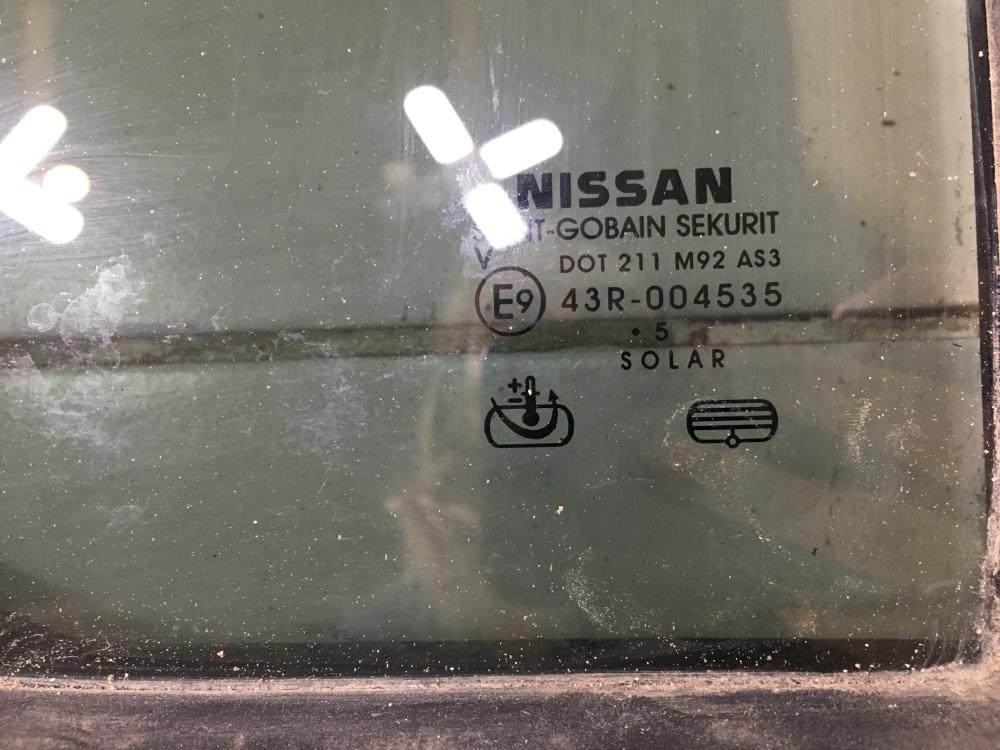 NISSAN
-GOBAIN SEKURIT
V DOT 211 M92 AS3
E9 43R-004535
• 5
SOLAR